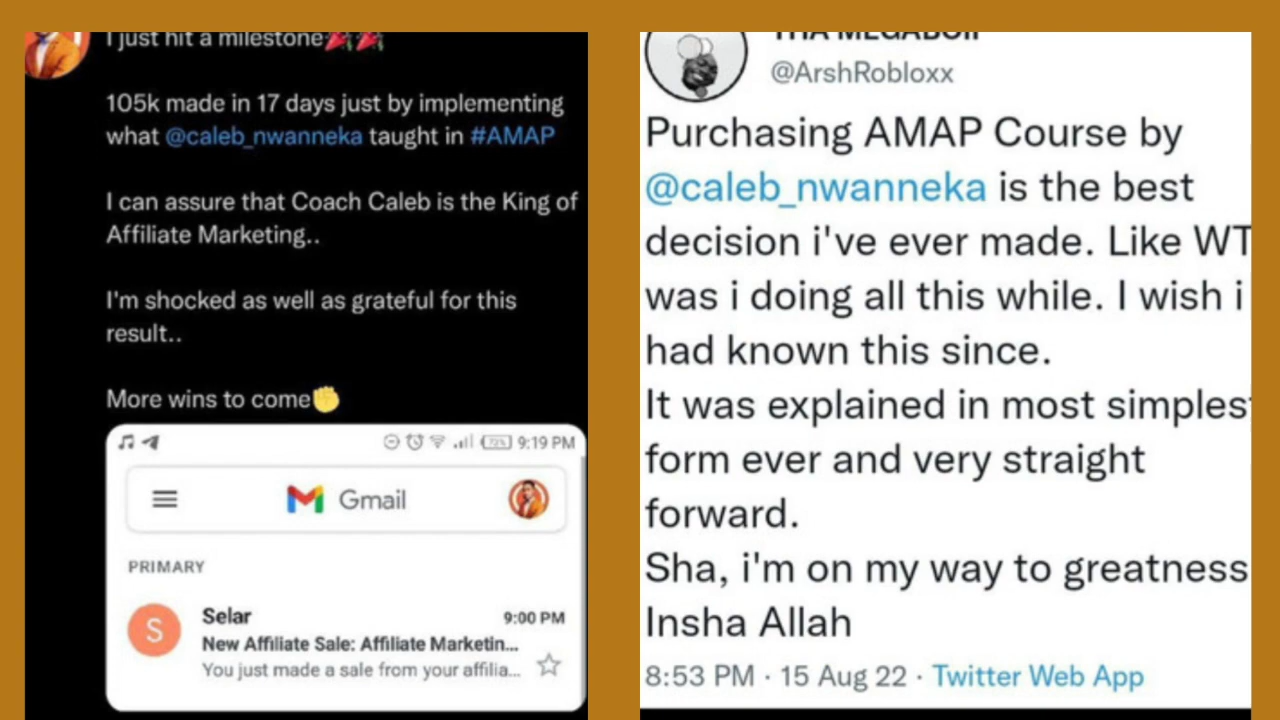 I just hit a milestone🎉🎉
105k made in 17 days just by implementing
what @caleb_nwanneka taught in #AMAP
I can assure that Coach Caleb is the King of
Affiliate Marketing..
I'm shocked as well as grateful for this
result..
More wins to come✊
72% 9:19 PM
Gmail
PRIMARY
S
Selar
9:00 PM
New Affiliate Sale: Affiliate Marketin...
You just made a sale from your affilia...
THA MEGABOII
@ArshRobloxx
Purchasing AMAP Course by
@caleb_nwanneka is the best
decision i've ever made. Like WT
was i doing all this while. I wish i
had known this since.
It was explained in most simples
form ever and very straight
forward.
Sha, i'm on my way to greatness
Insha Allah
8:53 PM · 15 Aug 22 · Twitter Web App